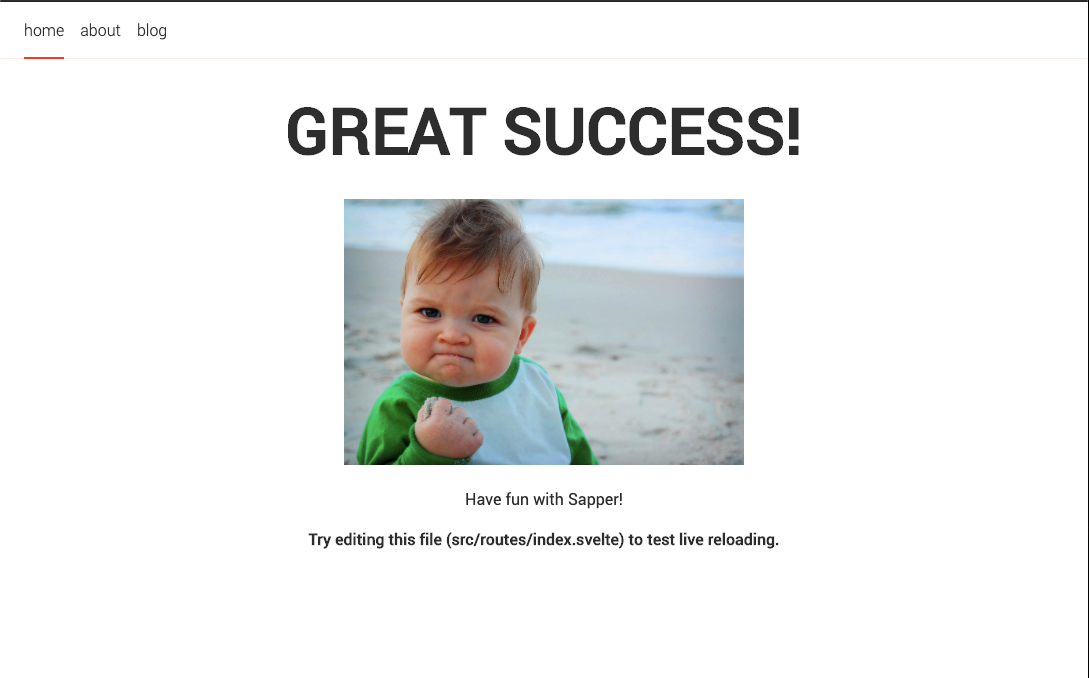 home about blog
GREAT SUCCESS!
Have fun with Sapper!
Try editing this file (src/routes/index.svelte) to test live reloading.